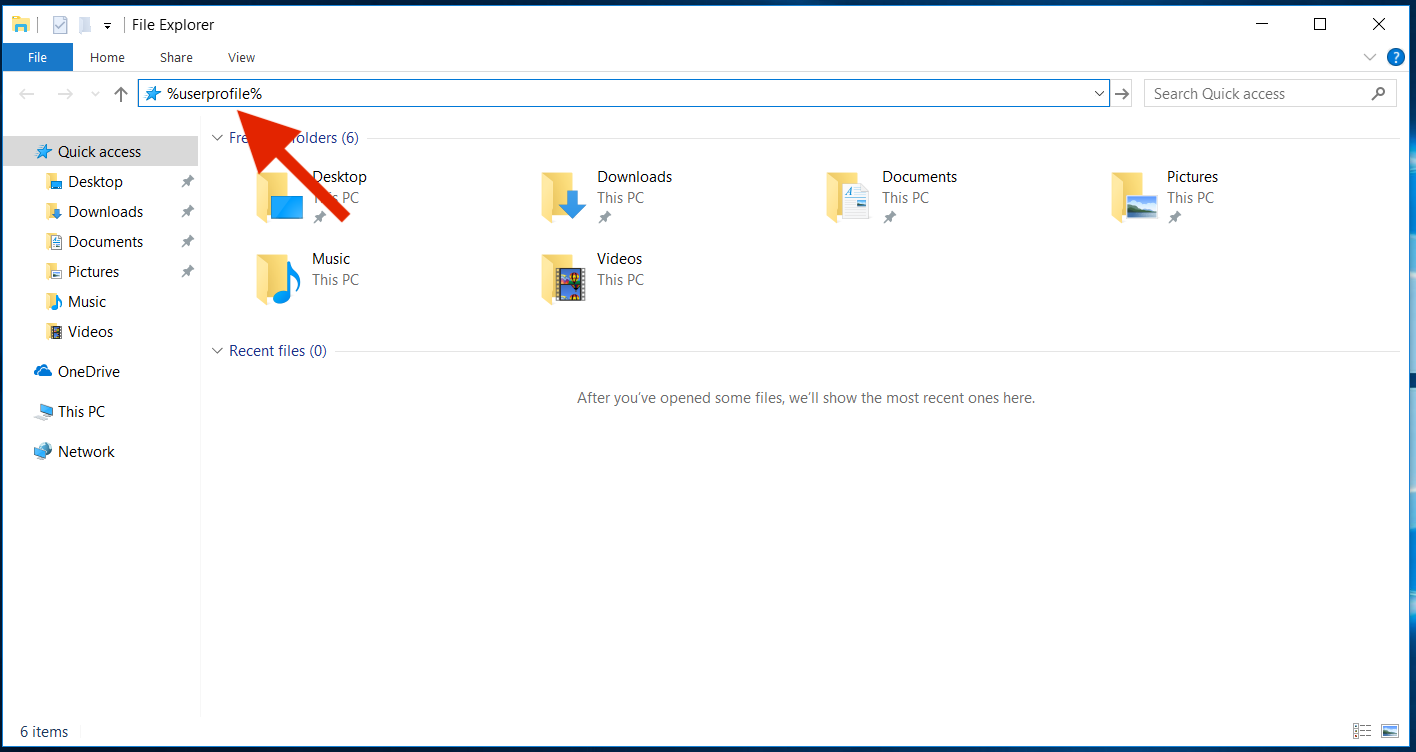 File Explorer
File Home Share View
?
%userprofile%
Search Quick access
Quick access
Desktop
Downloads
Documents
Pictures
Music
Videos
OneDrive
This PC
Network
olders (6)
Desktop
PC
Downloads
This PC
Documents
This PC
Pictures
This PC
Music
This PC
Videos
This PC
Recent files (0)
After you've opened some files, we'll show the most recent ones here.
6 items